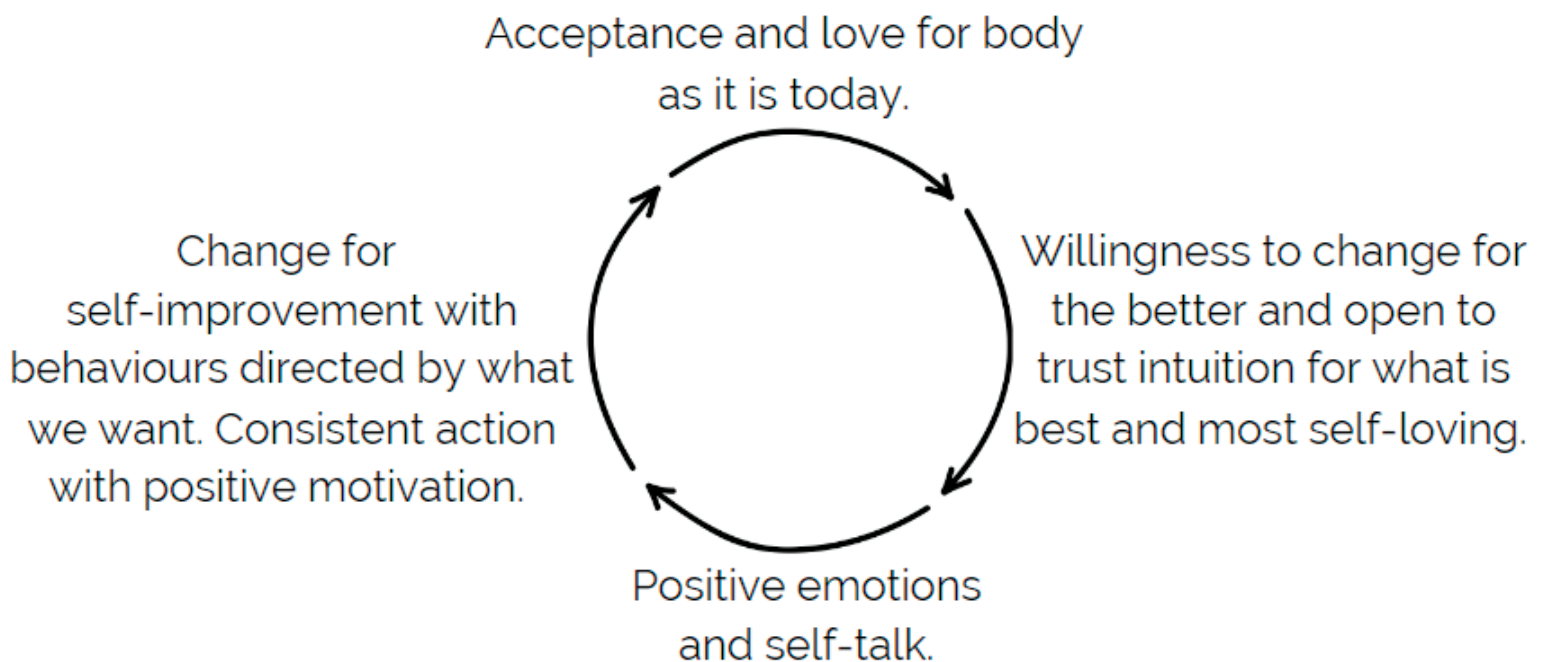 Acceptance and love for body
as it is today.
Willingness to change for
the better and open to
trust intuition for what is
best and most self-loving.
Positive emotions
and self-talk.
Change for
self-improvement with
behaviours directed by what
we want. Consistent action
with positive motivation.